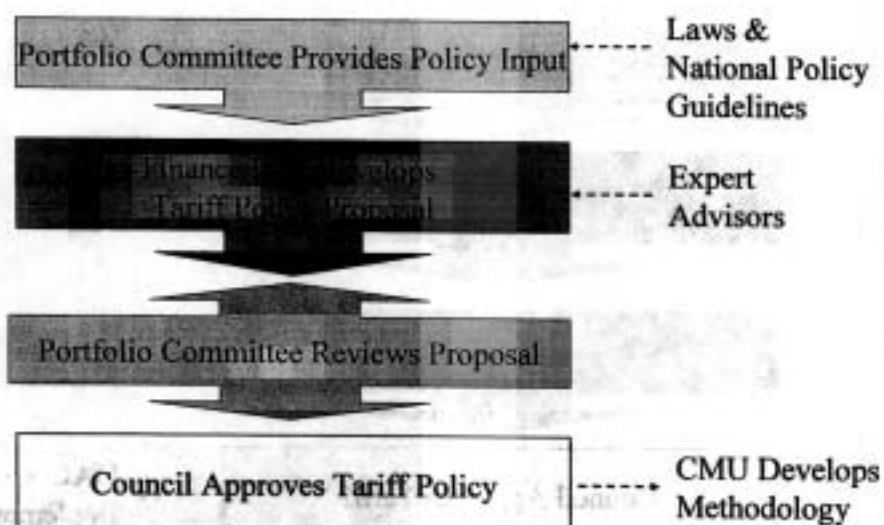 Portfolio Committee Provides Policy Input
Laws &
National Policy
Guidelines
Finance
Tariff Proposal
Expert
Advisors
Portfolio Committee Reviews Proposal
Council Approves Tariff Policy
CMU Develops
Methodology